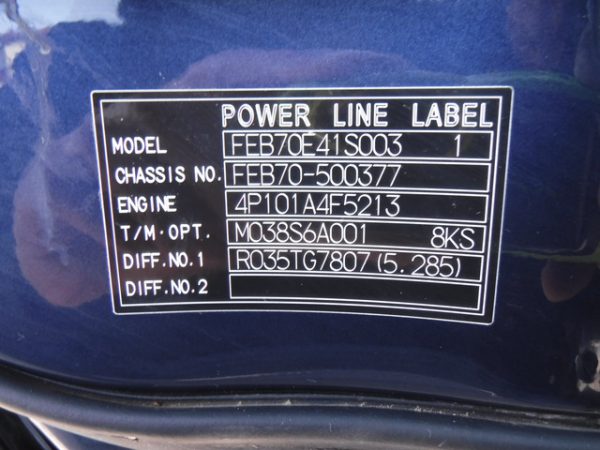 POWER LINE LABEL
MODEL FEB70E41S003 1
CHASSIS NO. FEB70-500377
ENGINE 4P101A4F5213
T/M·OPT. M038S6A001 8KS
DIFF.NO.1 R035TG7807(5.285)
DIFF.NO.2